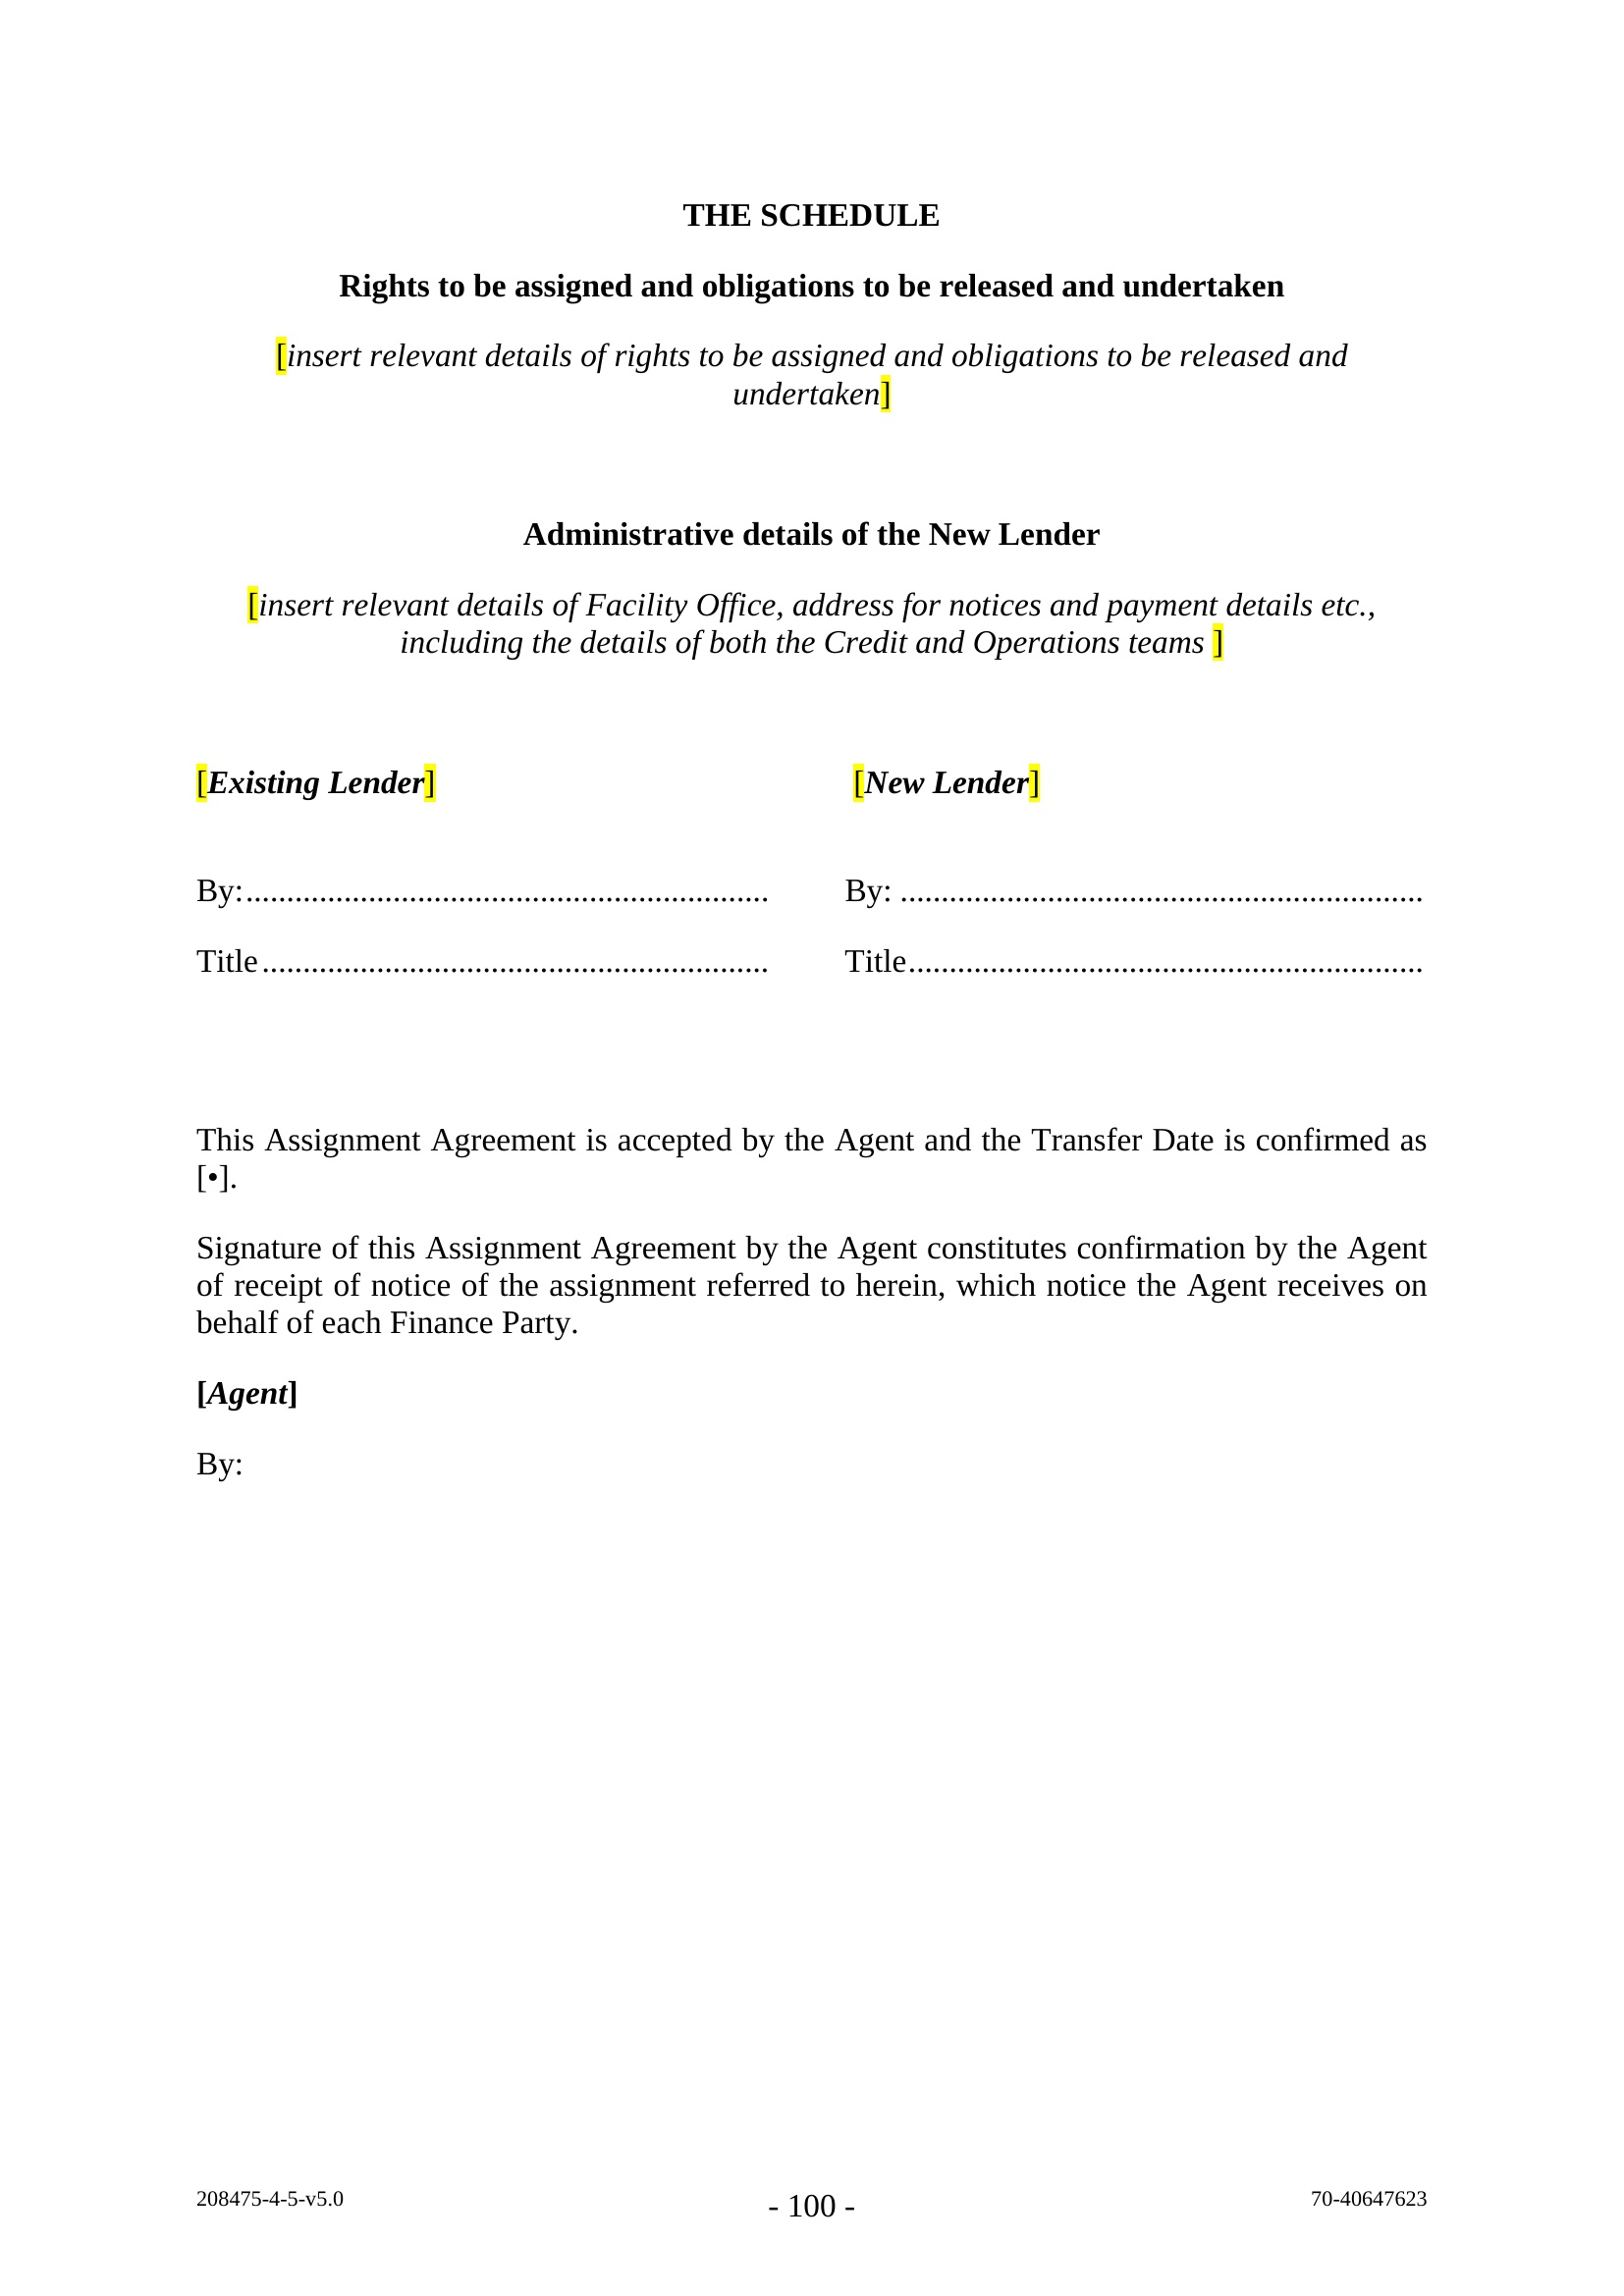 THE SCHEDULE
Rights to be assigned and obligations to be released and undertaken
[insert relevant details of rights to be assigned and obligations to be released and
undertaken]
Administrative details of the New Lender
[insert relevant details of Facility Office, address for notices and payment details etc.,
including the details of both the Credit and Operations teams ]
[Existing Lender] [New Lender]
By:................................................................ By: ................................................................
Title.............................................................. Title...............................................................
This Assignment Agreement is accepted by the Agent and the Transfer Date is confirmed as
[•].
Signature of this Assignment Agreement by the Agent constitutes confirmation by the Agent
of receipt of notice of the assignment referred to herein, which notice the Agent receives on
behalf of each Finance Party.
[Agent]
By:
208475-4-5-v5.0 - 100 - 70-40647623